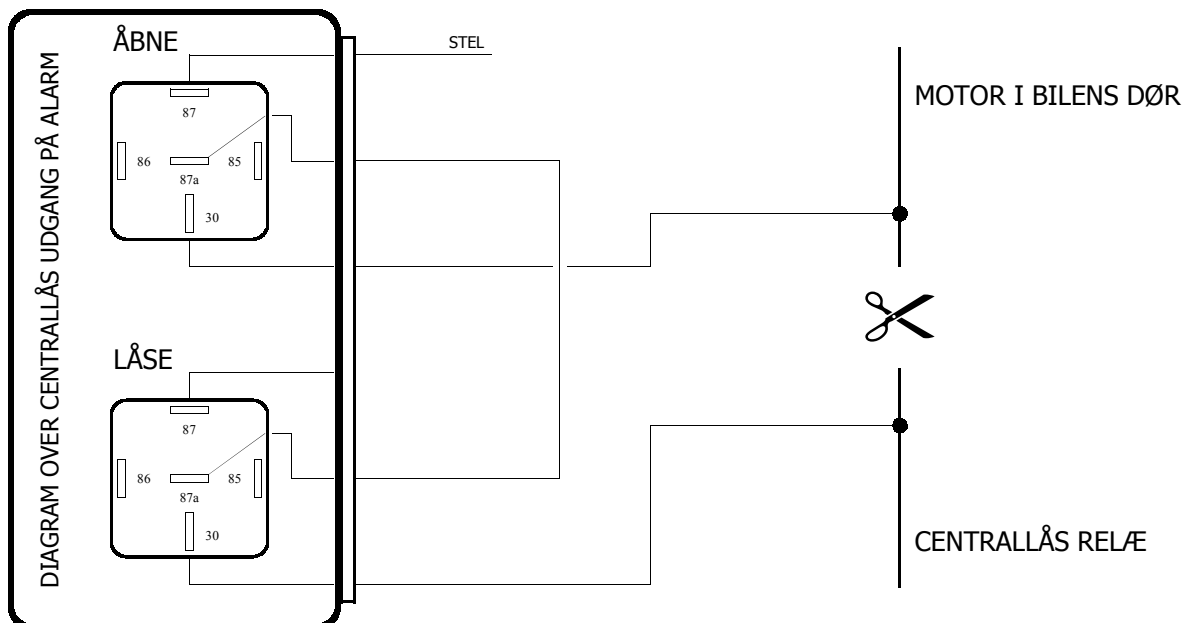 DIAGRAM OVER CENTRALLÅS UDGANG PÅ ALARM
ÅBNE
STEL
87
86
85
87a
30
MOTOR I BILENS DØR
LÅSE
87
86
85
87a
30
CENTRALLÅS RELÆ